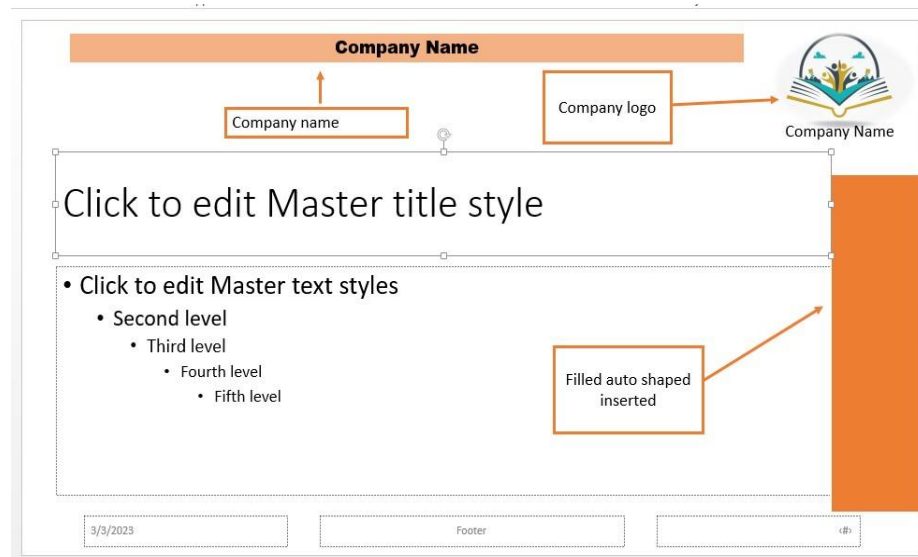 Company Name
Company name
Company logo
Company Name
Click to edit Master title style
• Click to edit Master text styles
• Second level
• Third level
• Fourth level
• Fifth level
Filled auto shaped
inserted
3/3/2023
Footer
‹#›